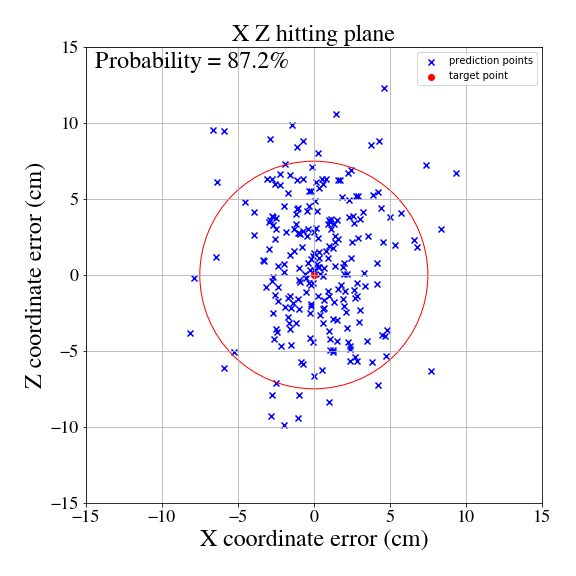 X Z hitting plane
Probability = 87.2%
prediction points
target point
Z coordinate error (cm)
15
10
5
0
−5
−10
−15
−15
−10
−5
0
5
10
15
X coordinate error (cm)